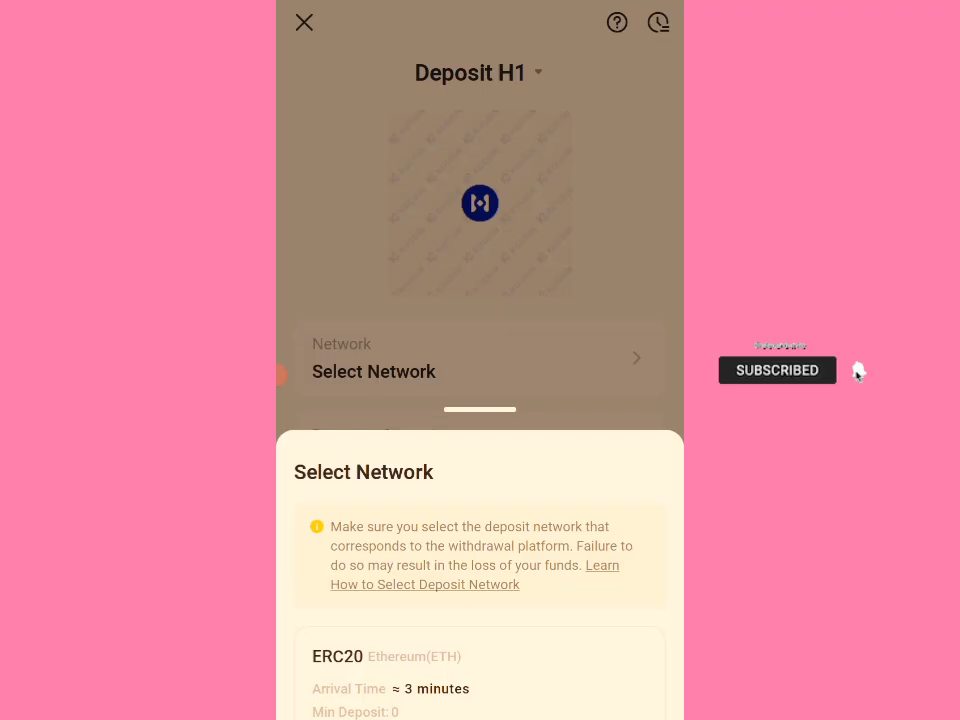 Deposit H1
Network
Select Network
SUBSCRIBED
Select Network
Make sure you select the deposit network that
corresponds to the withdrawal platform. Failure to
do so may result in the loss of your funds. Learn
How to Select Deposit Network
ERC20 Ethereum(ETH)
Arrival Time ≈ 3 minutes
Min Deposit: 0